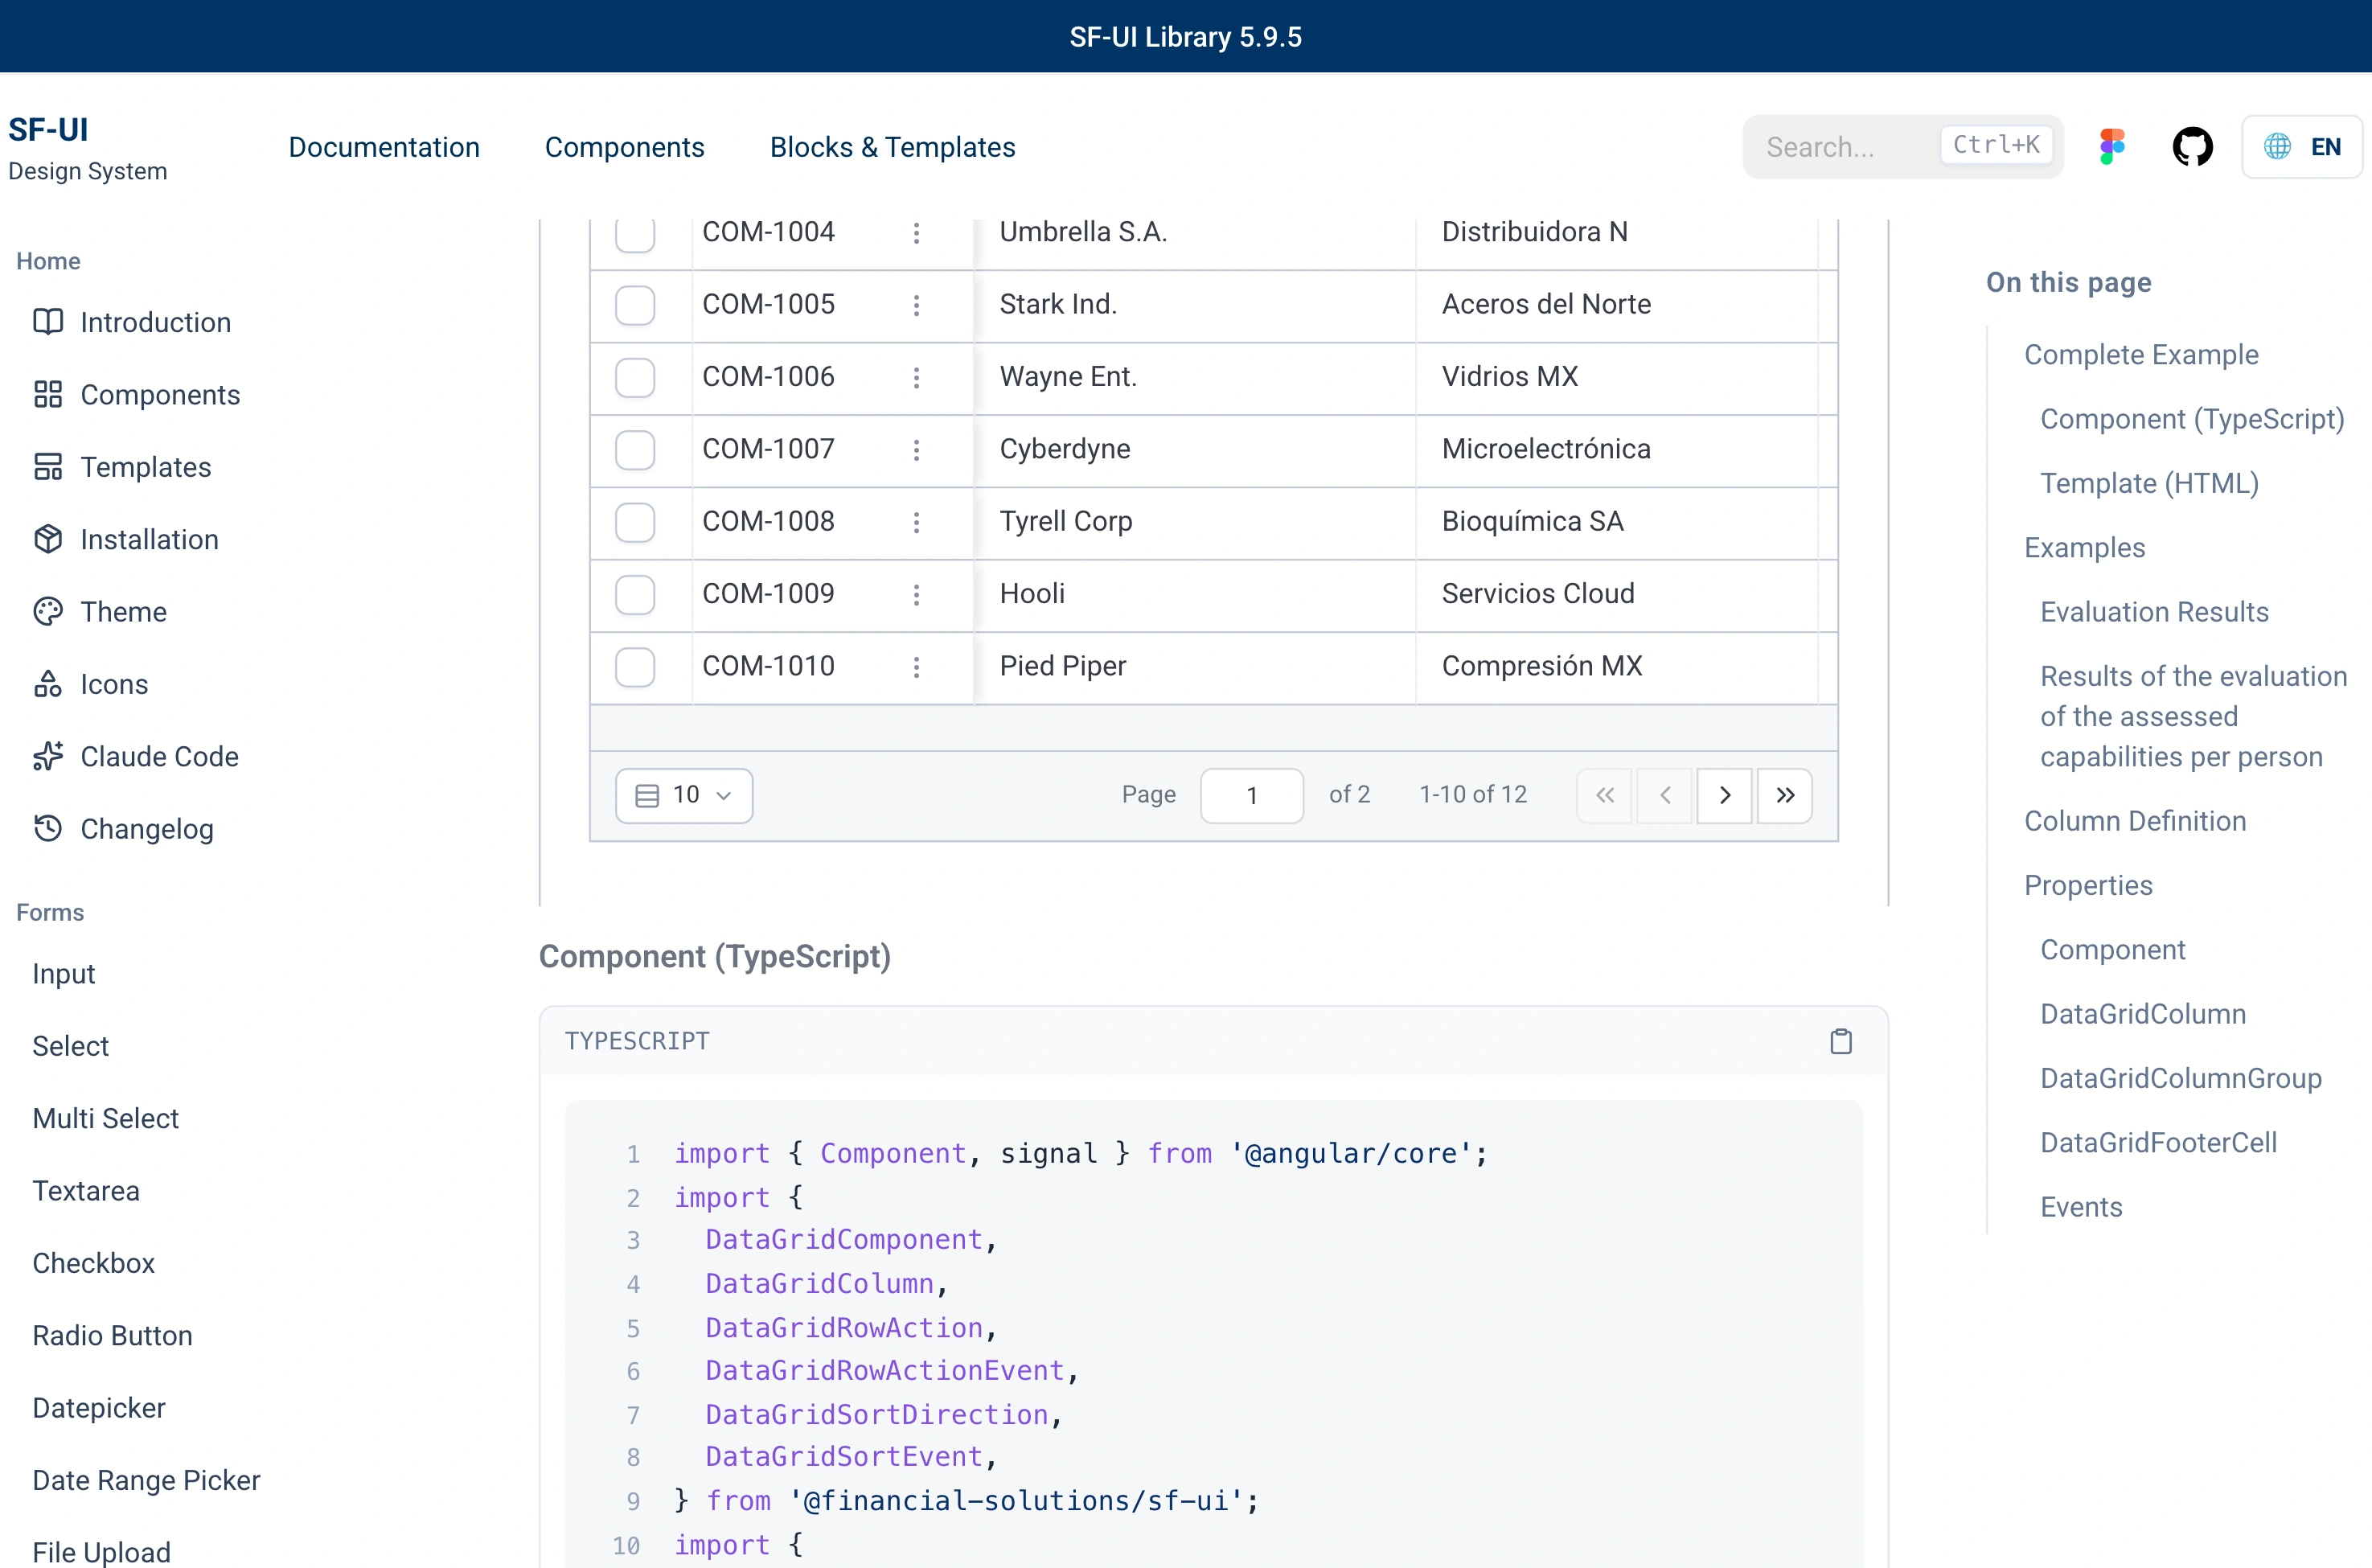 SF-UI Library 5.9.5
SF-UI
Design System
Documentation
Components
Blocks & Templates
Search...
Ctrl+K
EN
Home
Introduction
Components
Templates
Installation
Theme
Icons
Claude Code
Changelog
Forms
Input
Select
Multi Select
Textarea
Checkbox
Radio Button
Datepicker
Date Range Picker
File Upload
COM-1004 Umbrella S.A. Distribuidora N
COM-1005 Stark Ind. Aceros del Norte
COM-1006 Wayne Ent. Vidrios MX
COM-1007 Cyberdyne Microelectrónica
COM-1008 Tyrell Corp Bioquímica SA
COM-1009 Hooli Servicios Cloud
COM-1010 Pied Piper Compresión MX
10 Page 1 of 2 1-10 of 12
Component (TypeScript)
TYPESCRIPT
1 import { Component, signal } from '@angular/core';
2 import {
3 DataGridComponent,
4 DataGridColumn,
5 DataGridRowAction,
6 DataGridRowActionEvent,
7 DataGridSortDirection,
8 DataGridSortEvent,
9 } from '@financial-solutions/sf-ui';
10 import {
On this page
Complete Example
Component (TypeScript)
Template (HTML)
Examples
Evaluation Results
Results of the evaluation
of the assessed
capabilities per person
Column Definition
Properties
Component
DataGridColumn
DataGridColumnGroup
DataGridFooterCell
Events